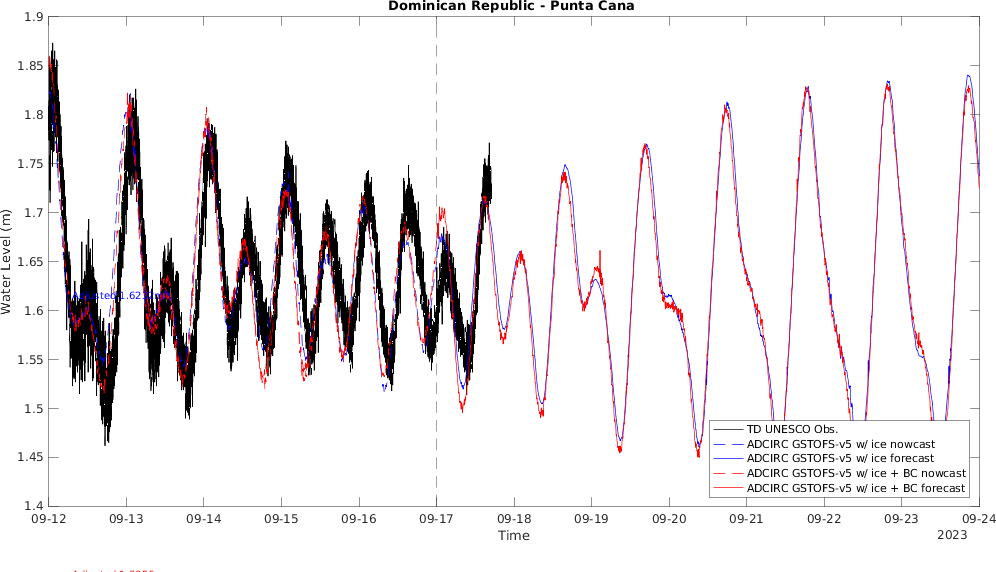 Dominican Republic - Punta Cana
1.9
1.85
1.8
1.75
1.7
1.65
1.6
1.55
1.5
1.45
1.4
Water Level (m)
TD UNESCO Obs.
ADCIRC GSTOFS-v5 w/ ice nowcast
ADCIRC GSTOFS-v5 w/ ice forecast
ADCIRC GSTOFS-v5 w/ ice + BC nowcast
ADCIRC GSTOFS-v5 w/ ice + BC forecast
09-12 09-13 09-14 09-15 09-16 09-17 09-18 09-19 09-20 09-21 09-22 09-23 09-24
Time
2023